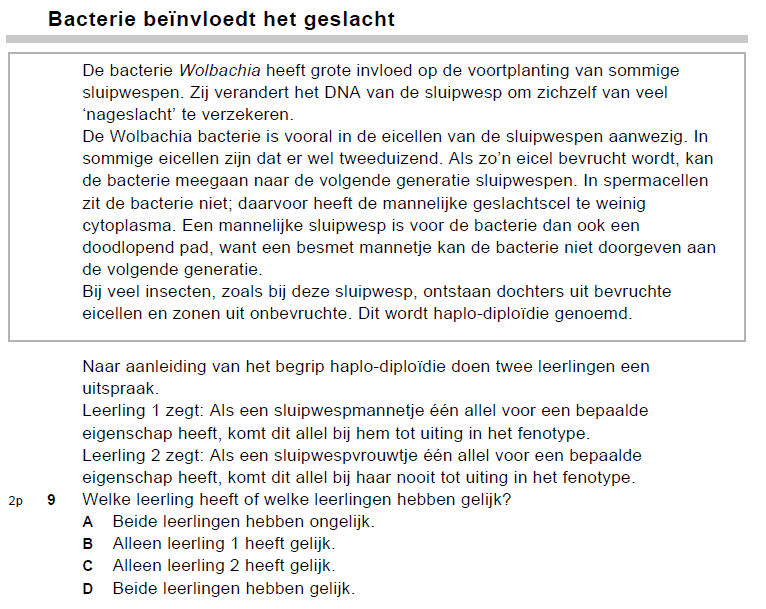 Bacterie beïnvloedt het geslacht
De bacterie Wolbachia heeft grote invloed op de voortplanting van sommige
sluipwespen. Zij verandert het DNA van de sluipwesp om zichzelf van veel
‘nageslacht’ te verzekeren.
De Wolbachia bacterie is vooral in de eicellen van de sluipwespen aanwezig. In
sommige eicellen zijn dat er wel tweeduizend. Als zo’n eicel bevrucht wordt, kan
de bacterie meegaan naar de volgende generatie sluipwespen. In spermacellen
zit de bacterie niet; daarvoor heeft de mannelijke geslachtscel te weinig
cytoplasma. Een mannelijke sluipwesp is voor de bacterie dan ook een
doodlopend pad, want een besmet mannetje kan de bacterie niet doorgeven aan
de volgende generatie.
Bij veel insecten, zoals bij deze sluipwesp, ontstaan dochters uit bevruchte
eicellen en zonen uit onbevruchte. Dit wordt haplo-diploïdie genoemd.
Naar aanleiding van het begrip haplo-diploïdie doen twee leerlingen een
uitspraak.
Leerling 1 zegt: Als een sluipwespmannetje één allel voor een bepaalde
eigenschap heeft, komt dit allel bij hem tot uiting in het fenotype.
Leerling 2 zegt: Als een sluipwespvrouwtje één allel voor een bepaalde
eigenschap heeft, komt dit allel bij haar nooit tot uiting in het fenotype.
2p 9 Welke leerling heeft of welke leerlingen hebben gelijk?
A Beide leerlingen hebben ongelijk.
B Alleen leerling 1 heeft gelijk.
C Alleen leerling 2 heeft gelijk.
D Beide leerlingen hebben gelijk.